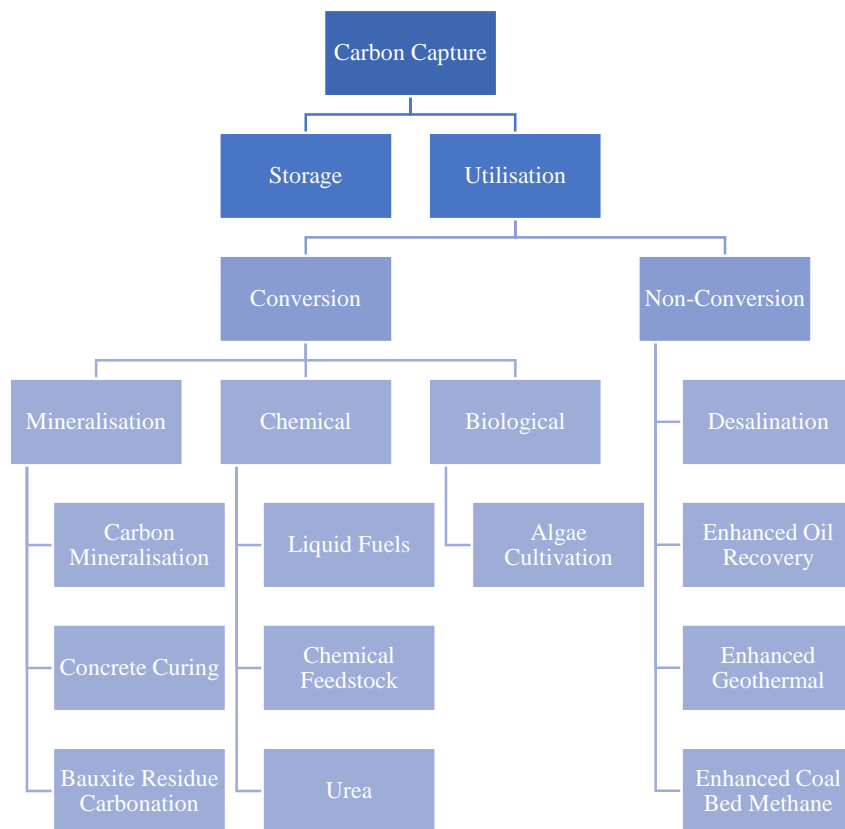 Carbon Capture
Storage
Utilisation
Conversion
Non-Conversion
Mineralisation
Chemical
Biological
Desalination
Carbon
Mineralisation
Liquid Fuels
Algae
Cultivation
Enhanced Oil
Recovery
Concrete Curing
Chemical
Feedstock
Enhanced
Geothermal
Bauxite Residue
Carbonation
Urea
Enhanced Coal
Bed Methane